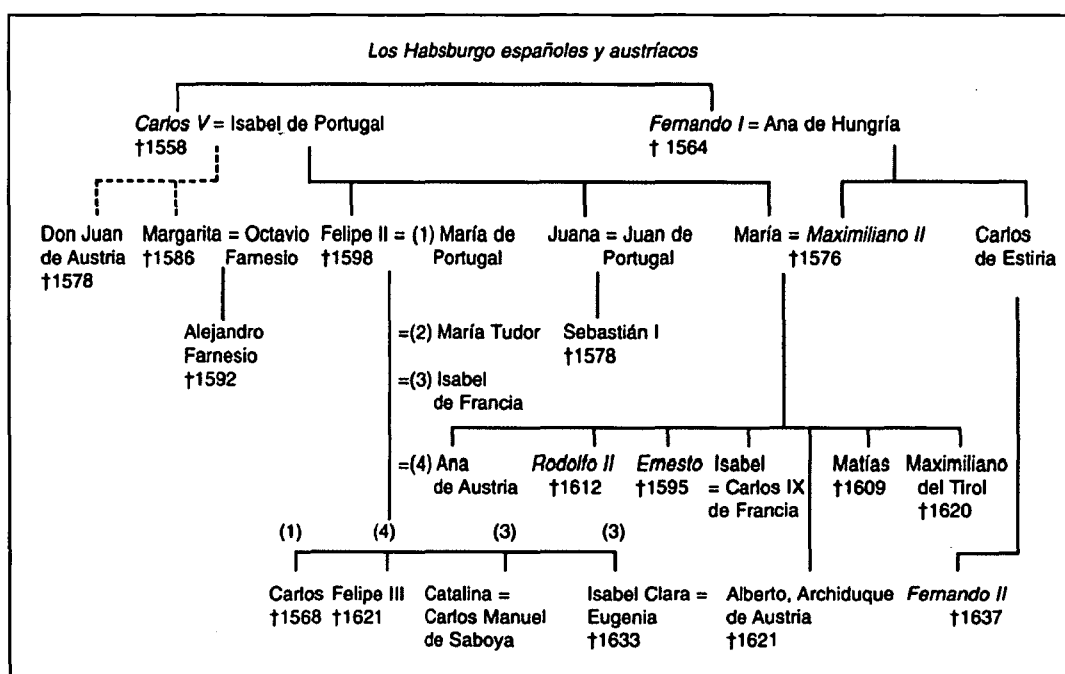 Los Habsburgo españoles y austríacos
Carlos V = Isabel de Portugal
†1558
Fernando I = Ana de Hungría
† 1564
Don Juan
de Austria
†1578
Margarita = Octavio
†1586 Farnesio
Felipe II = (1) María de
†1598 Portugal
Juana = Juan de
Portugal
María = Maximiliano II
†1576
Carlos
de Estiria
Alejandro
Farnesio
†1592
=(2) María Tudor
Sebastián I
†1578
=(3) Isabel
de Francia
=(4) Ana
de Austria
Rodolfo II
†1612
Ernesto
†1595
Isabel
= Carlos IX
de Francia
Matías
†1609
Maximiliano
del Tirol
†1620
(1) (4) (3) (3)
Carlos
†1568
Felipe III
†1621
Catalina =
Carlos Manuel
de Saboya
Isabel Clara =
Eugenia
†1633
Alberto, Archiduque
de Austria
†1621
Fernando II
†1637